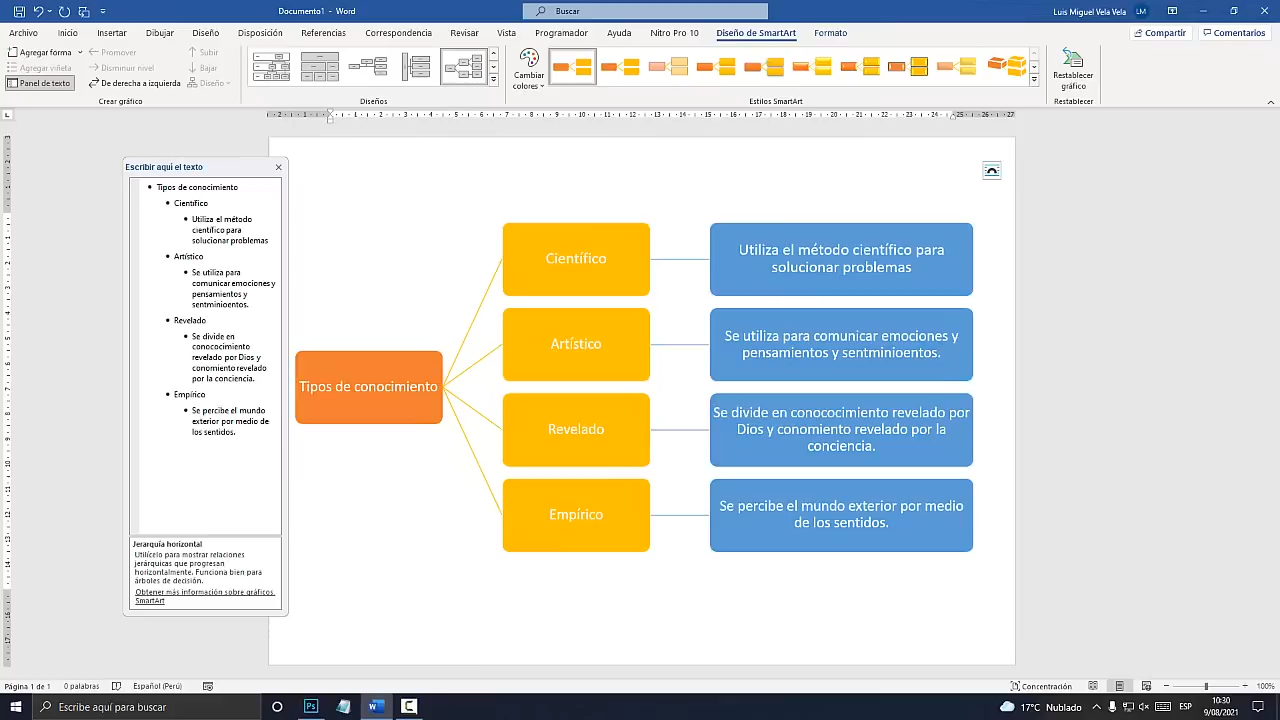 Documento1 - Word
Buscar
Luis Miguel Vela Vela
LM
Archivo Inicio Insertar Dibujar Diseño Disposición Referencias Correspondencia Revisar Vista Programador Ayuda Nitro Pro 10 Diseño de SmartArt Formato
Compartir Comentarios
Agregar forma Promover Subir
Agregar viñeta Disminuir nivel Bajar
Panel de texto De derecha a izquierda Diseño
Crear gráfico
Diseños
Cambiar
colores
Estilos SmartArt
Restablecer
gráfico
Restablecer
Escribir aquí el texto
Tipos de conocimiento
Científico
Utiliza el método
científico para
solucionar problemas
Artístico
Se utiliza para
comunicar emociones y
pensamientos y
sentminioentos.
Revelado
Se divide en
conococimiento
revelado por Dios y
conomiento revelado
por la conciencia.
Empírico
Se percibe el mundo
exterior por medio de
los sentidos.
Jerarquía horizontal
Utilícelo para mostrar relaciones
jerárquicas que progresan
horizontalmente. Funciona bien para
árboles de decisión.
Obtener más información sobre gráficos
SmartArt
Tipos de conocimiento
Científico
Utiliza el método científico para
solucionar problemas
Artístico
Se utiliza para comunicar emociones y
pensamientos y sentminioentos.
Revelado
Se divide en conococimiento revelado por
Dios y conomiento revelado por la
conciencia.
Empírico
Se percibe el mundo exterior por medio
de los sentidos.
Página 1 de 1 0 palabras Español (Perú)
Concentración
100%
Escribe aquí para buscar
Ps
17°C Nublado
ESP
10:30
9/08/2021